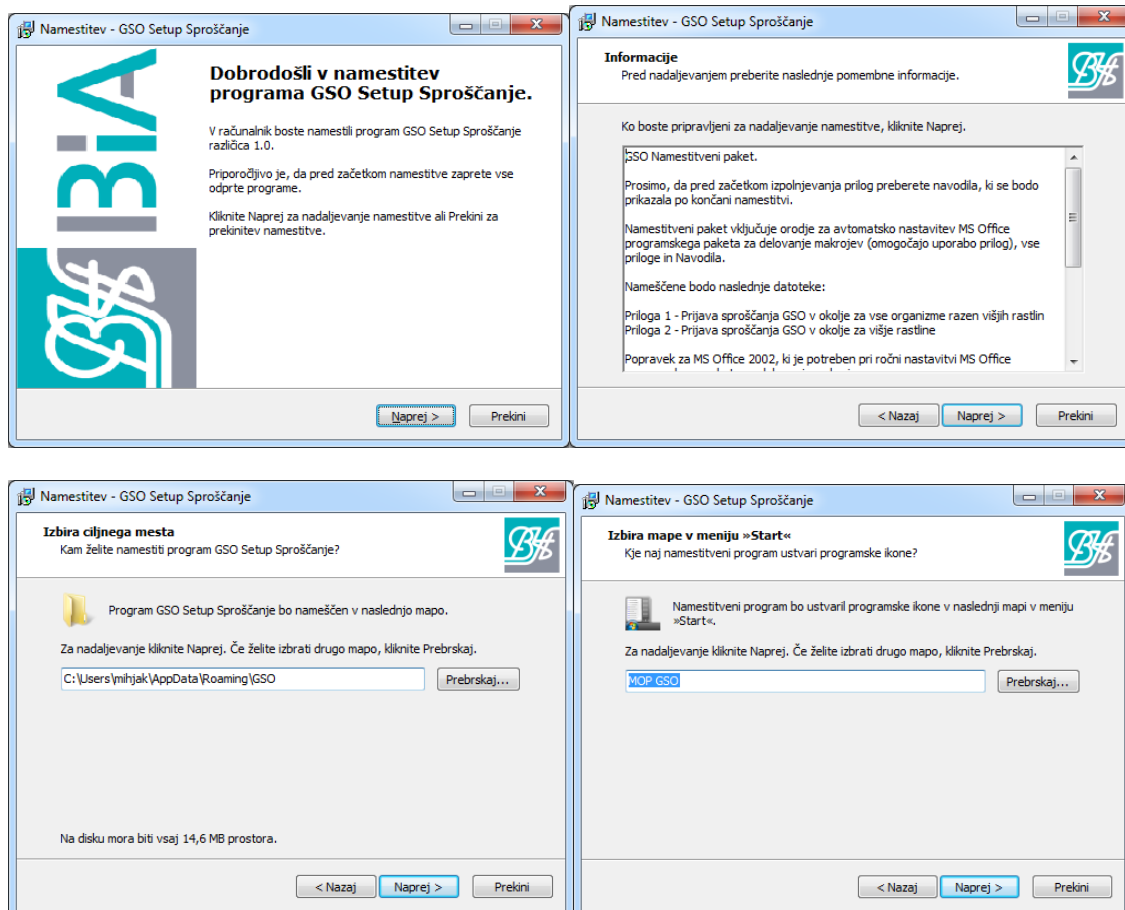 Namestitev - GSO Setup Sproščanje
IBiA
Dobrodošli v namestitev
programa GSO Setup Sproščanje.
V računalnik boste namestili program GSO Setup Sproščanje
različica 1.0.
Priporočljivo je, da pred začetkom namestitve zaprete vse
odprte programe.
Kliknite Naprej za nadaljevanje namestitve ali Prekini za
prekinitev namestitve.
Naprej >
Prekini
Namestitev - GSO Setup Sproščanje
Informacije
Pred nadaljevanjem preberite naslednje pomembne informacije.
Ko boste pripravljeni za nadaljevanje namestitve, kliknite Naprej.
GSO Namestitveni paket.
Prosimo, da pred začetkom izpolnjevanja prilog preberete navodila, ki se bodo
prikazala po končani namestitvi.
Namestitveni paket vključuje orodje za avtomatsko nastavitev MS Office
programskega paketa za delovanje makrojev (omogočajo uporabo prilog), vse
priloge in Navodila.
Nameščene bodo naslednje datoteke:
Priloga 1 - Prijava sproščanja GSO v okolje za vse organizme razen višjih rastlin
Priloga 2 - Prijava sproščanja GSO v okolje za višje rastline
Popravek za MS Office 2002, ki je potreben pri ročni nastavitvi MS Office
< Nazaj
Naprej >
Prekini
Namestitev - GSO Setup Sproščanje
Izbira ciljnega mesta
Kam želite namestiti program GSO Setup Sproščanje?
Program GSO Setup Sproščanje bo nameščen v naslednjo mapo.
Za nadaljevanje kliknite Naprej. Če želite izbrati drugo mapo, kliknite Prebrskaj.
C:\Users\mihjak\AppData\Roaming\GSO
Prebrskaj...
Na disku mora biti vsaj 14,6 MB prostora.
< Nazaj
Naprej >
Prekini
Namestitev - GSO Setup Sproščanje
Izbira mape v meniju »Start«
Kje naj namestitveni program ustvari programske ikone?
Namestitveni program bo ustvaril programske ikone v naslednji mapi v meniju
»Start«.
Za nadaljevanje kliknite Naprej. Če želite izbrati drugo mapo, kliknite Prebrskaj.
MOP GSO
Prebrskaj...
< Nazaj
Naprej >
Prekini